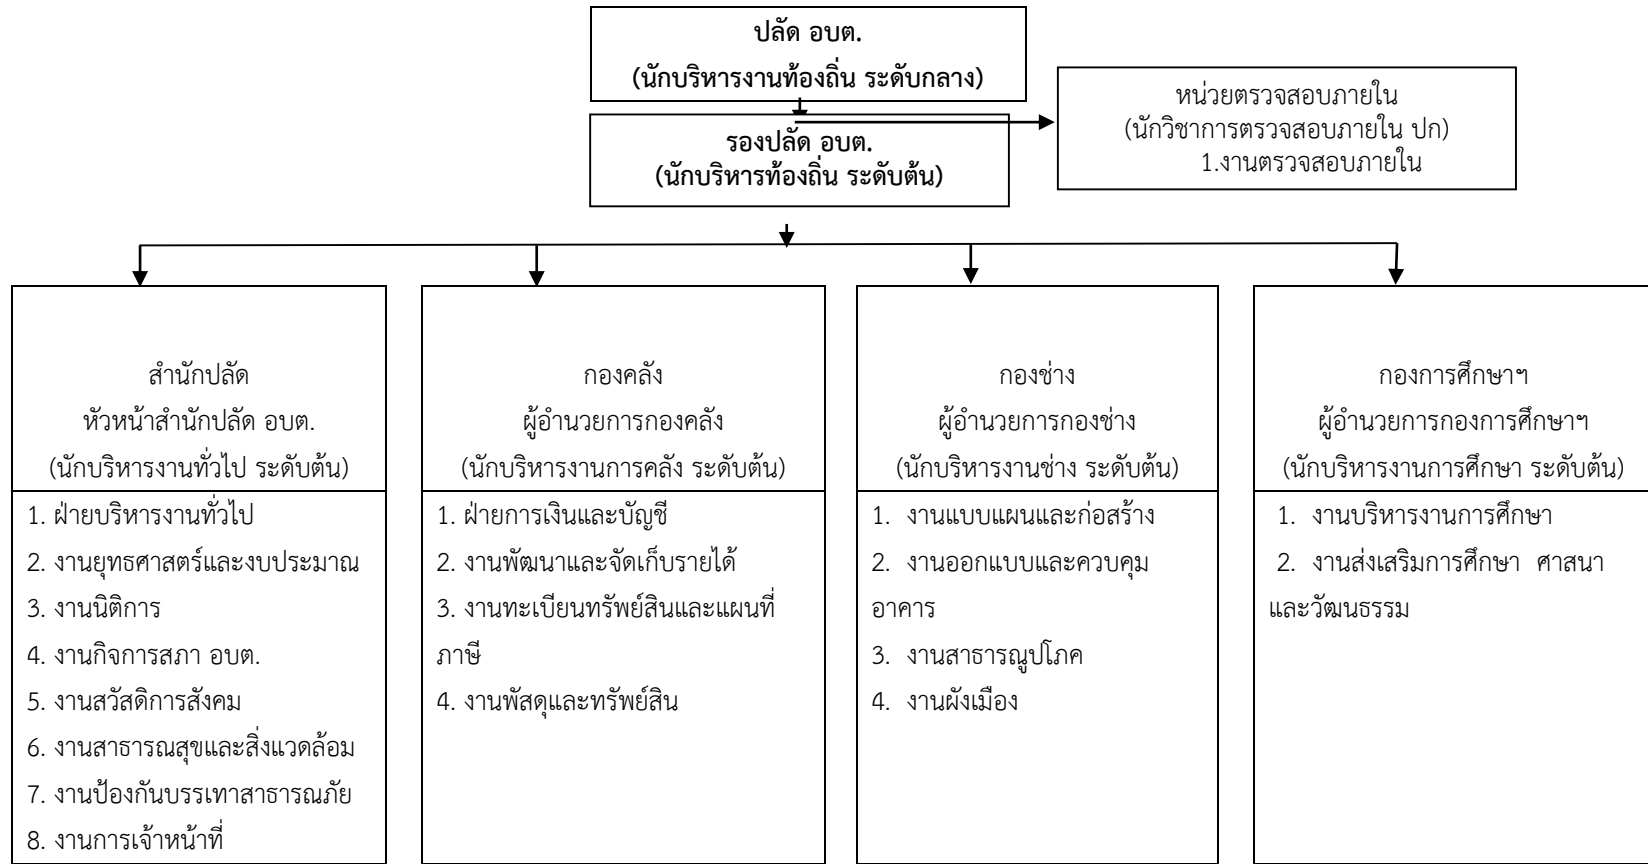 ปลัด อบต.
(นักบริหารงานท้องถิ่น ระดับกลาง)
หน่วยตรวจสอบภายใน
(นักวิชาการตรวจสอบภายใน ปก)
1.งานตรวจสอบภายใน
รองปลัด อบต.
(นักบริหารท้องถิ่น ระดับต้น)
สำนักปลัด
หัวหน้าสำนักปลัด อบต.
(นักบริหารงานทั่วไป ระดับต้น)
1. ฝ่ายบริหารงานทั่วไป
2. งานยุทธศาสตร์และงบประมาณ
3. งานนิติการ
4. งานกิจการสภา อบต.
5. งานสวัสดิการสังคม
6. งานสาธารณสุขและสิ่งแวดล้อม
7. งานป้องกันบรรเทาสาธารณภัย
8. งานการเจ้าหน้าที่
กองคลัง
ผู้อำนวยการกองคลัง
(นักบริหารงานการคลัง ระดับต้น)
1. ฝ่ายการเงินและบัญชี
2. งานพัฒนาและจัดเก็บรายได้
3. งานทะเบียนทรัพย์สินและแผนที่
ภาษี
4. งานพัสดุและทรัพย์สิน
กองช่าง
ผู้อำนวยการกองช่าง
(นักบริหารงานช่าง ระดับต้น)
1. งานแบบแผนและก่อสร้าง
2. งานออกแบบและควบคุม
อาคาร
3. งานสาธารณูปโภค
4. งานผังเมือง
กองการศึกษาฯ
ผู้อำนวยการกองการศึกษาฯ
(นักบริหารงานการศึกษา ระดับต้น)
1. งานบริหารงานการศึกษา
2. งานส่งเสริมการศึกษา ศาสนา
และวัฒนธรรม